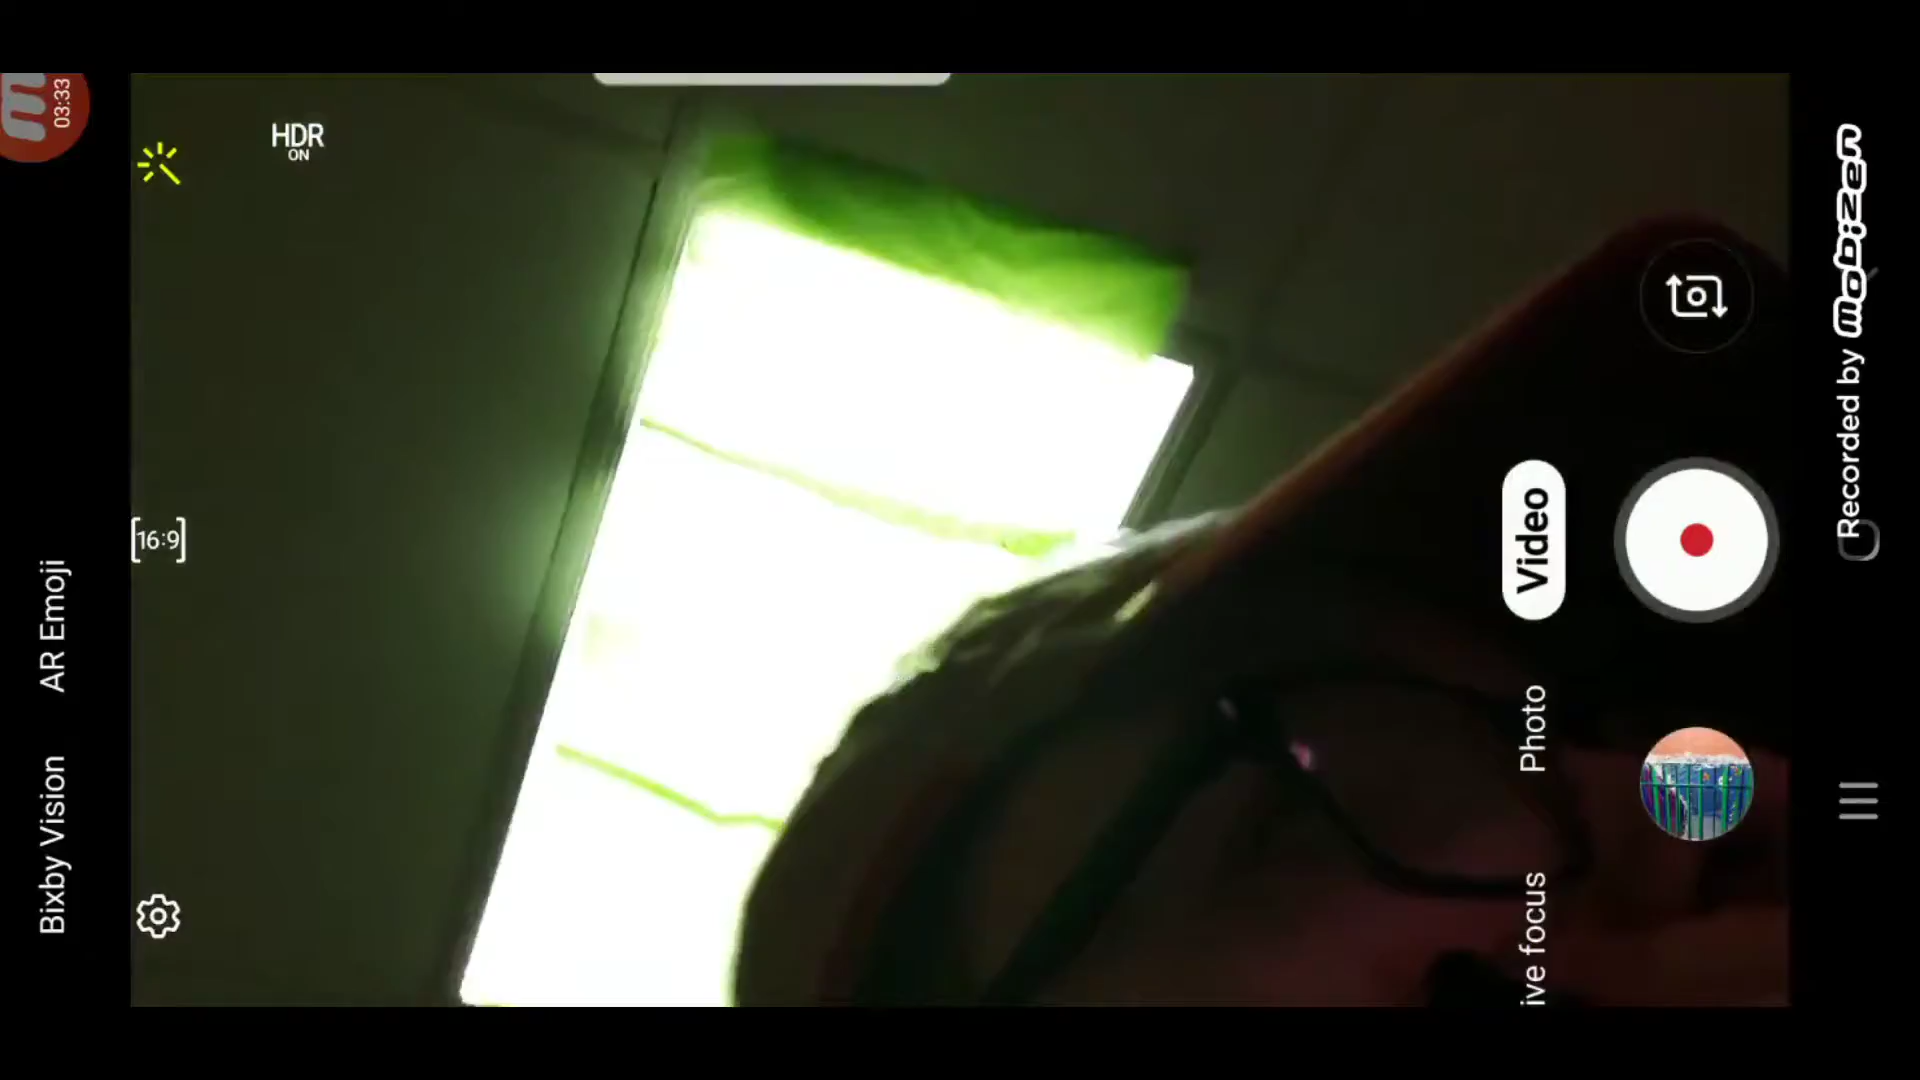 03:33
HDR
ON
16:9
AR Emoji
Bixby Vision
Video
Photo
ive focus
Recorded by mobizen